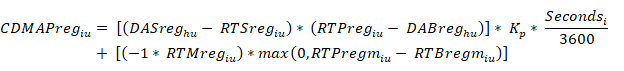 CDMAPreg_iu = [(DASreg_hu − RTSreg_iu) * (RTPreg_iu − DABreg_hu)] * K_p * Seconds_i / 3600
+ [(−1 * RTMreg_iu) * max(0, RTPregm_iu − RTBregm_iu)]